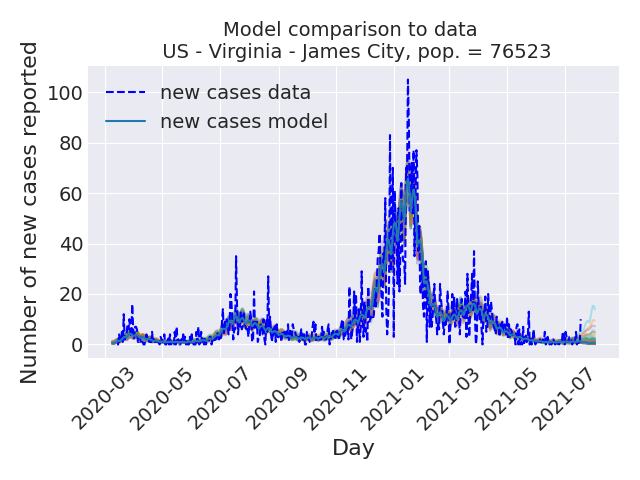 Model comparison to data
US - Virginia - James City, pop. = 76523
Number of new cases reported
new cases data
new cases model
100
80
60
40
20
0
2020-03
2020-05
2020-07
2020-09
2020-11
2021-01
2021-03
2021-05
2021-07
Day